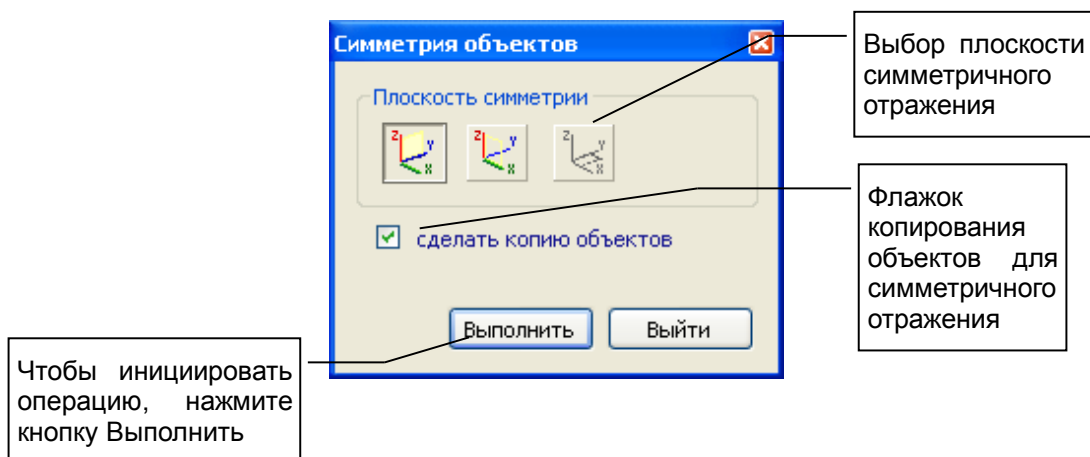 Симметрия объектов
Выбор плоскости
симметричного
отражения
Плоскость симметрии
Z Y X
Z Y X
Z Y X
Флажок
копирования
объектов для
симметричного
отражения
сделать копию объектов
Выполнить Выйти
Чтобы инициировать
операцию, нажмите
кнопку Выполнить